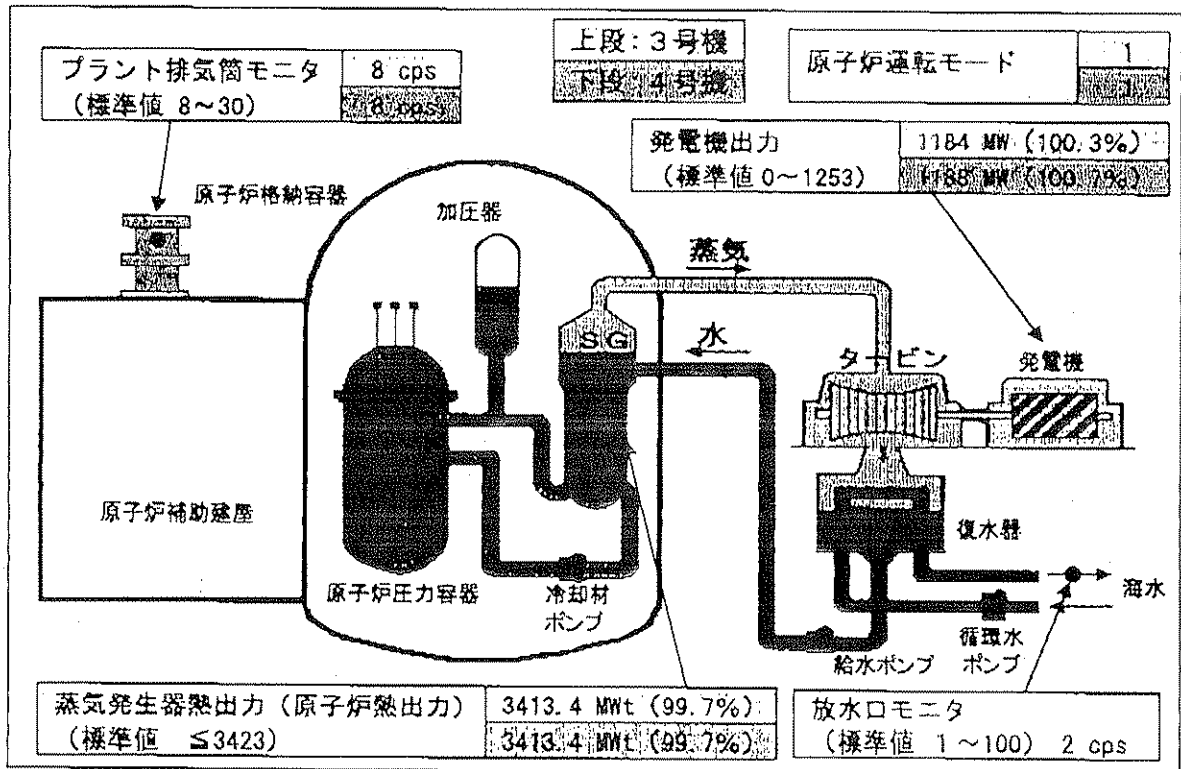 プラント排気筒モニタ
(標準値 8～30)
8 cps
8 cps
上段:3号機
下段:4号機
原子炉運転モード
1
1
発電機出力
(標準値0～1253)
1184 MW (100.3%)
1188 MW (100.7%)
原子炉格納容器
加圧器
蒸気
SG
水
タービン
発電機
原子炉補助建屋
復水器
原子炉圧力容器
冷却材
ポンプ
海水
給水ポンプ
循環水
ポンプ
蒸気発生器熱出力(原子炉熱出力)
(標準値 ≦3423)
3413.4 MWt (99.7%)
3413.4 MWt (99.7%)
放水口モニタ
(標準値 1～100) 2 cps